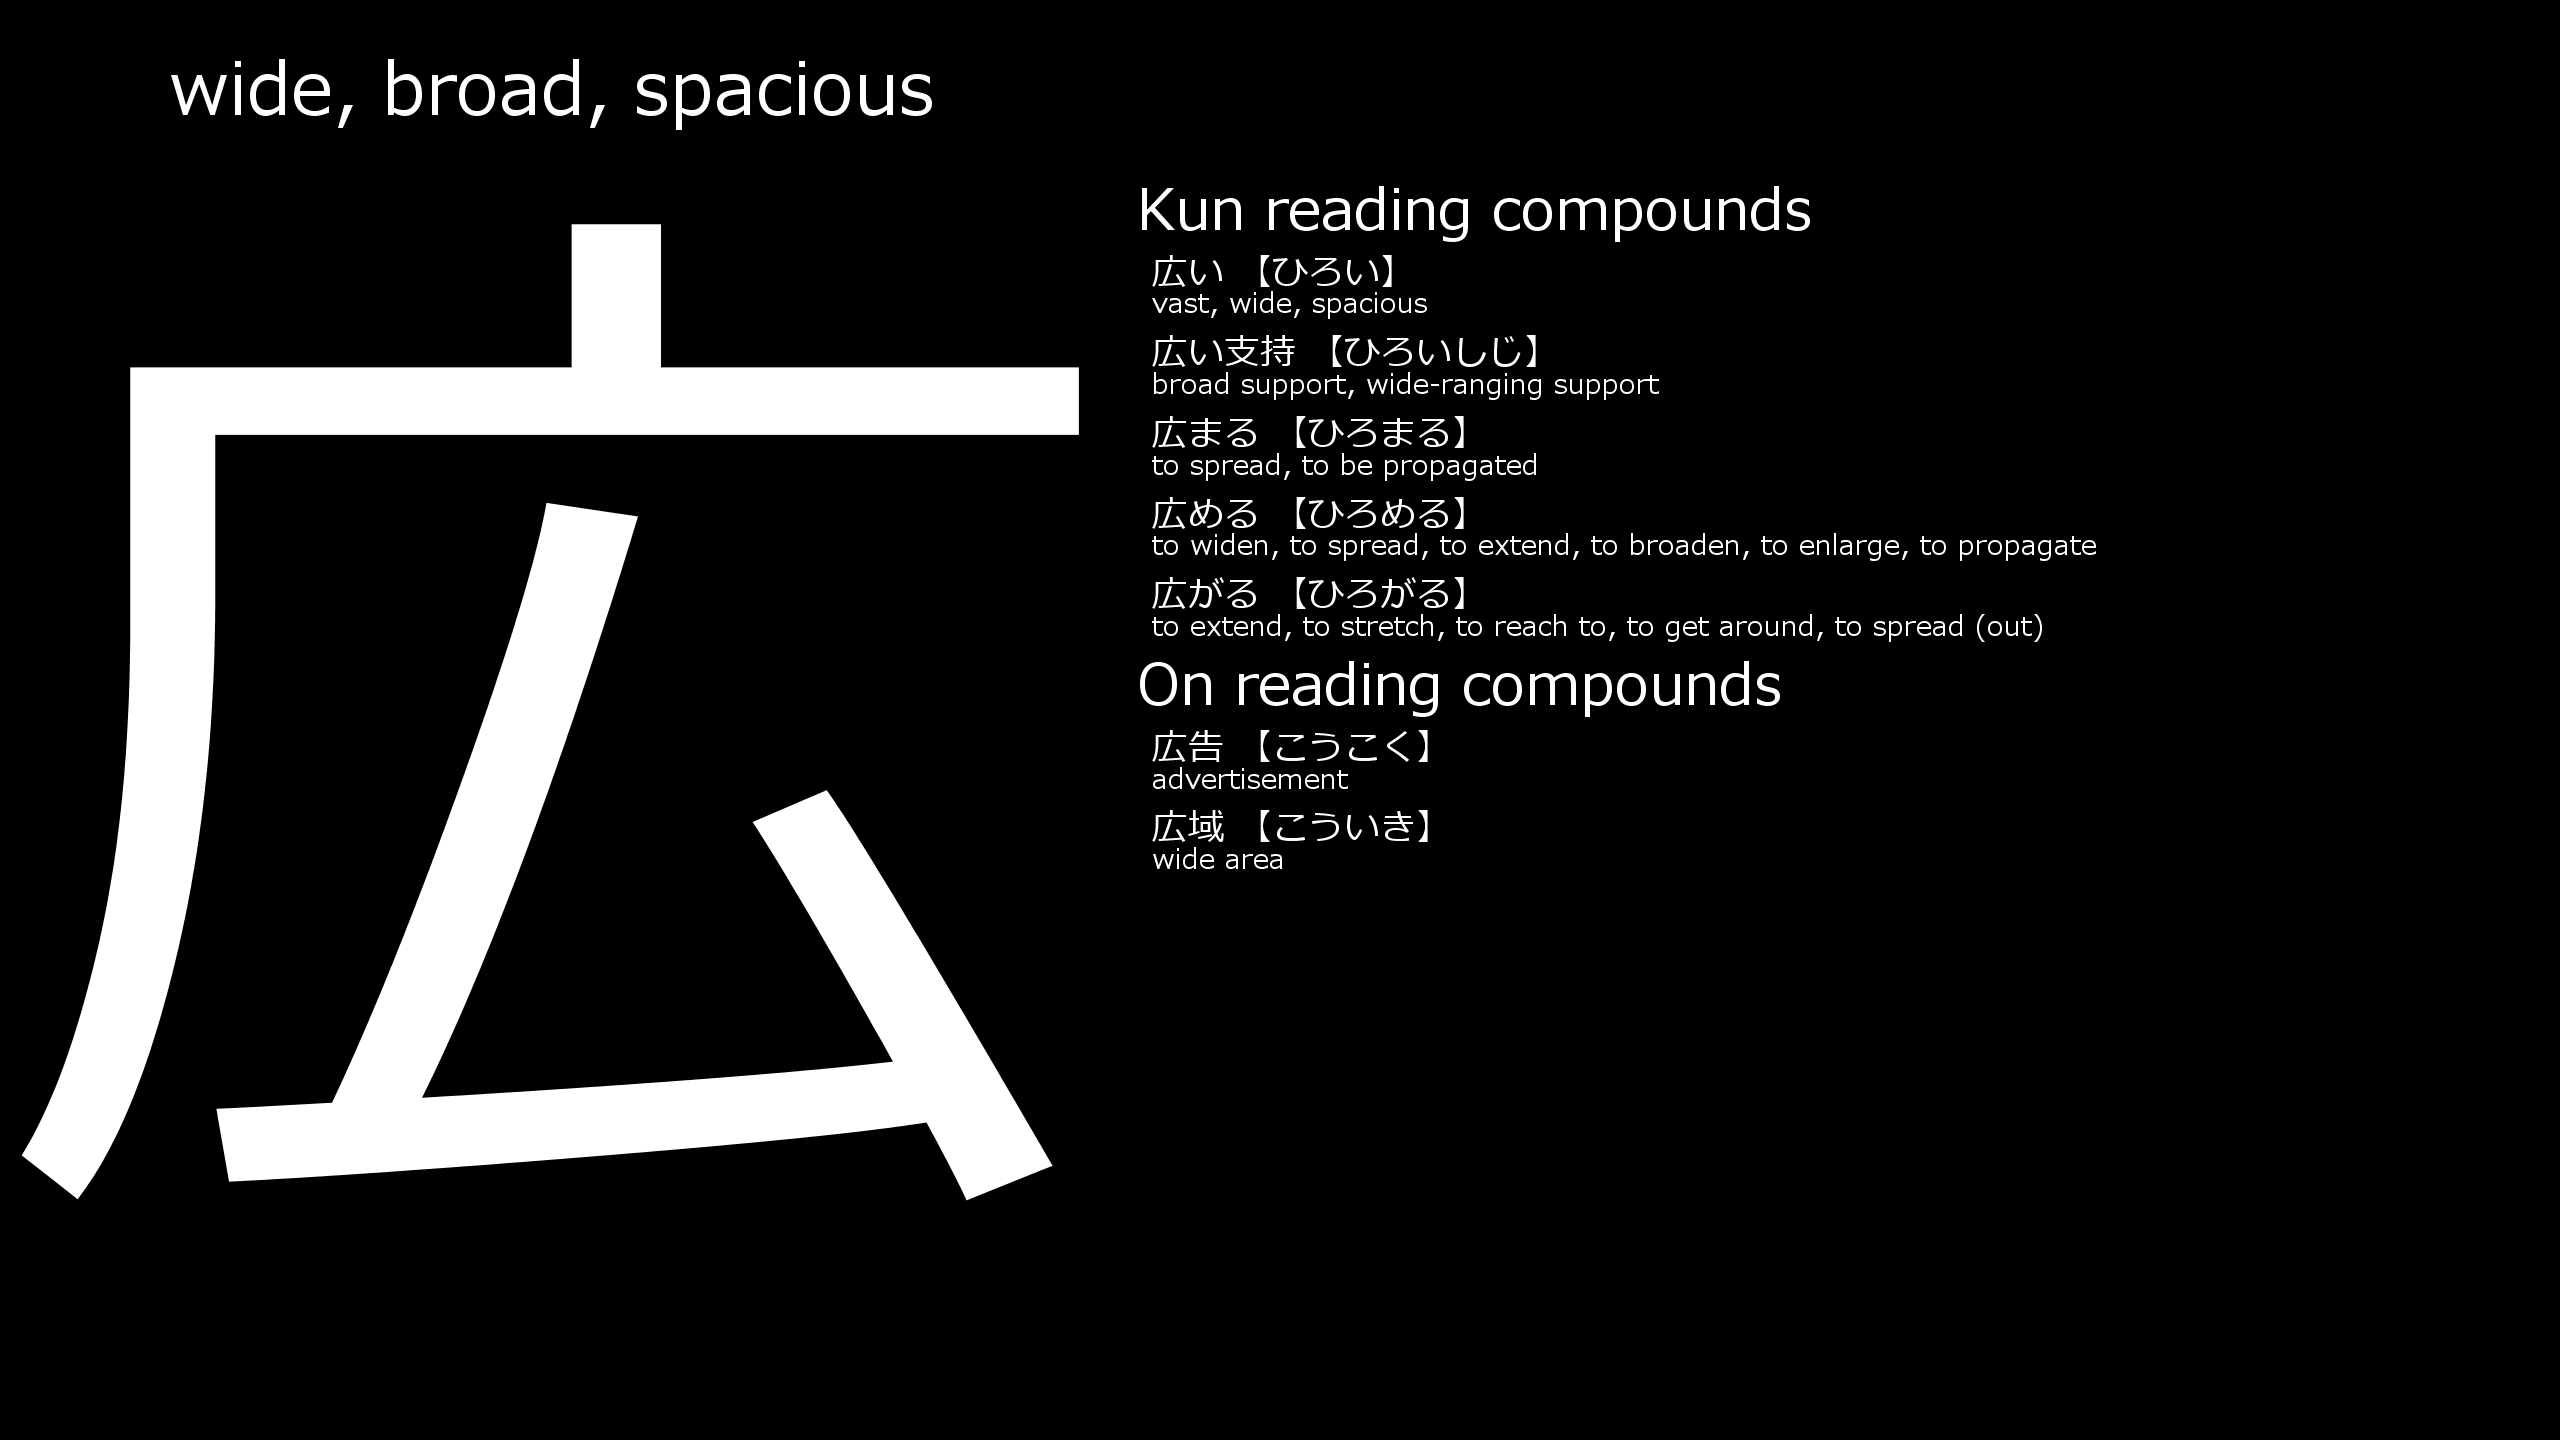 wide, broad, spacious
広
Kun reading compounds
広い 【ひろい】
vast, wide, spacious
広い支持 【ひろいしじ】
broad support, wide-ranging support
広まる 【ひろまる】
to spread, to be propagated
広める 【ひろめる】
to widen, to spread, to extend, to broaden, to enlarge, to propagate
広がる 【ひろがる】
to extend, to stretch, to reach to, to get around, to spread (out)
On reading compounds
広告 【こうこく】
advertisement
広域 【こういき】
wide area